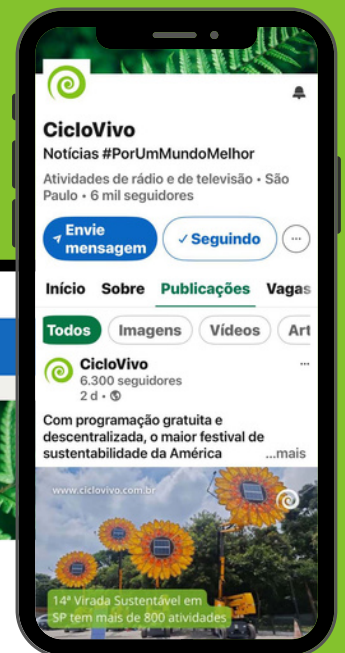 CicloVivo
Notícias #PorUmMundoMelhor
Atividades de rádio e de televisão • São
Paulo • 6 mil seguidores
Envie
mensagem
✓ Seguindo
...
Início Sobre Publicações Vagas
Todos Imagens Vídeos Art
CicloVivo
...
6.300 seguidores
2 d •
Com programação gratuita e
descentralizada, o maior festival de
sustentabilidade da América ...mais
www.ciclovivo.com.br
14ª Virada Sustentável em
SP tem mais de 800 atividades